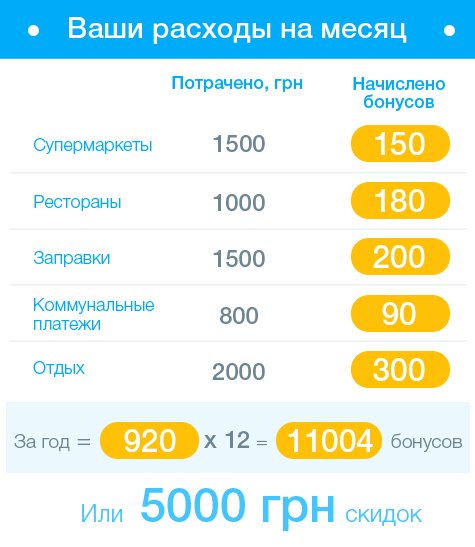 Ваши расходы на месяц
Потрачено, грн
Начислено
бонусов
Супермаркеты 1500 150
Рестораны 1000 180
Заправки 1500 200
Коммунальные
платежи 800 90
Отдых 2000 300
За год = 920 x 12 = 11004 бонусов
Или 5000 грн скидок